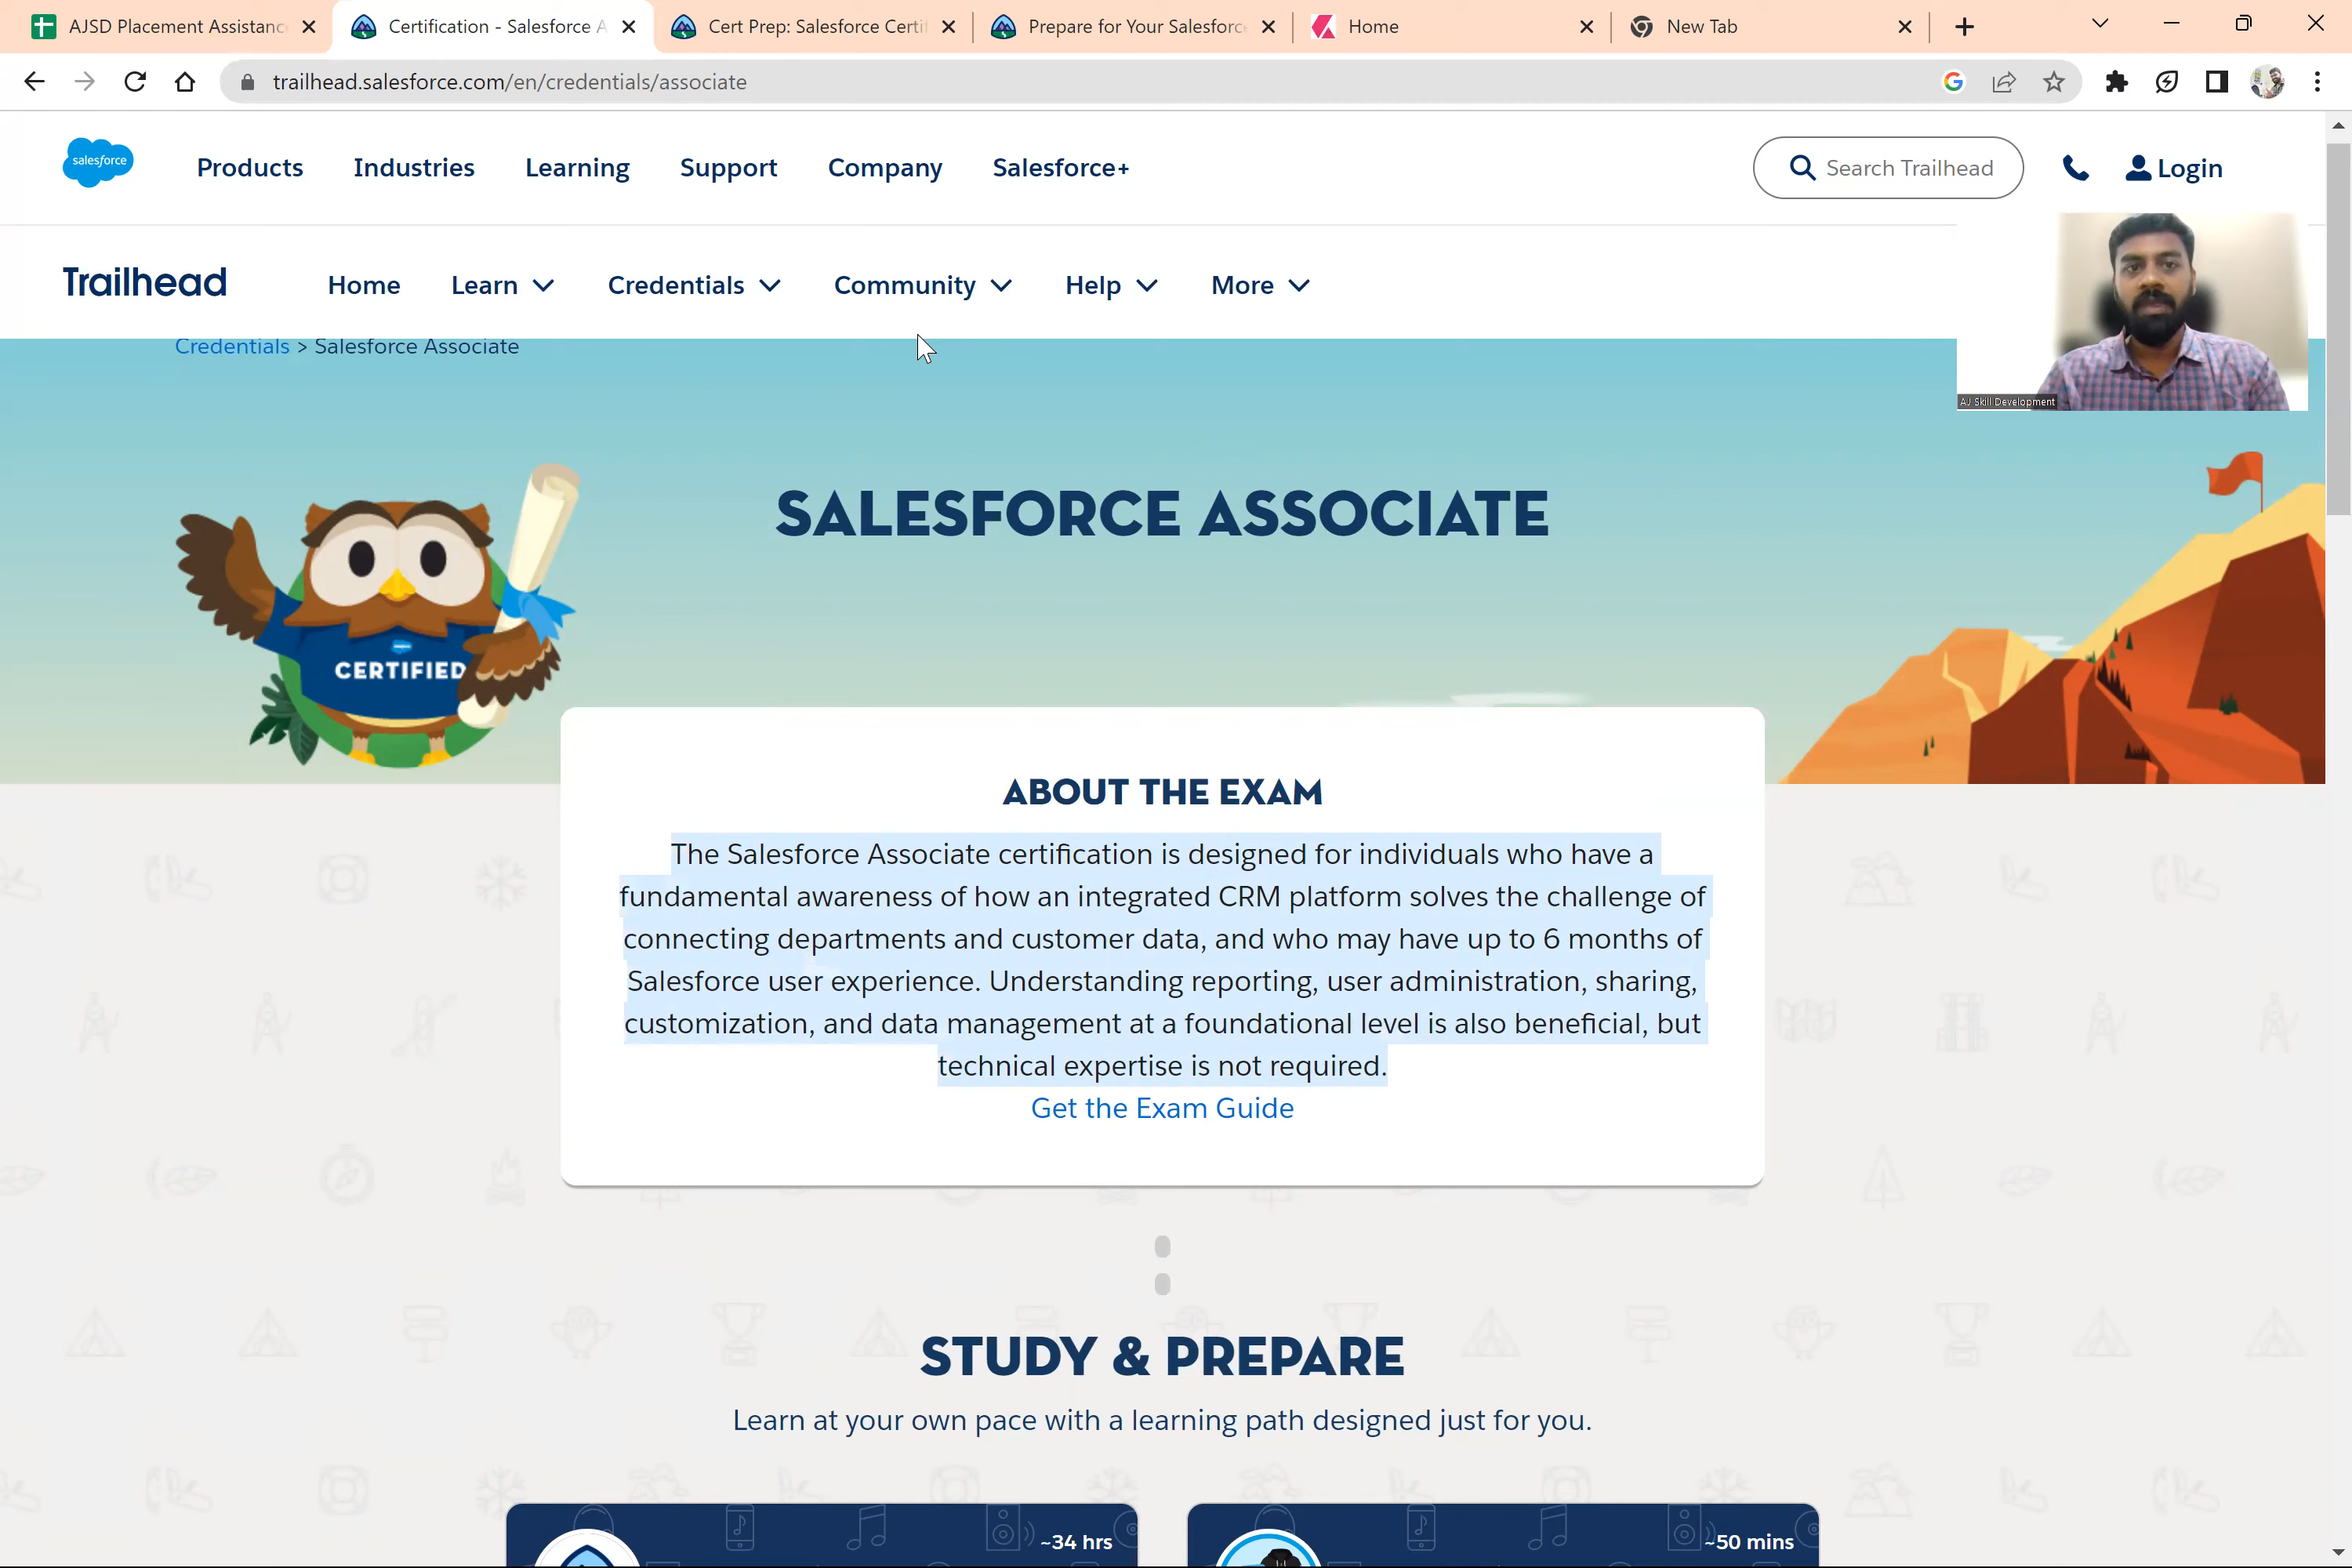 AJSD Placement Assistance
Certification - Salesforce A
Cert Prep: Salesforce Certif
Prepare for Your Salesforce
Home
New Tab
trailhead.salesforce.com/en/credentials/associate
salesforce
Products
Industries
Learning
Support
Company
Salesforce+
Search Trailhead
Login
Trailhead
Home
Learn
Credentials
Community
Help
More
Credentials > Salesforce Associate
AJ Skill Development
SALESFORCE ASSOCIATE
CERTIFIED
ABOUT THE EXAM
The Salesforce Associate certification is designed for individuals who have a
fundamental awareness of how an integrated CRM platform solves the challenge of
connecting departments and customer data, and who may have up to 6 months of
Salesforce user experience. Understanding reporting, user administration, sharing,
customization, and data management at a foundational level is also beneficial, but
technical expertise is not required.
Get the Exam Guide
STUDY & PREPARE
Learn at your own pace with a learning path designed just for you.
~34 hrs
~50 mins